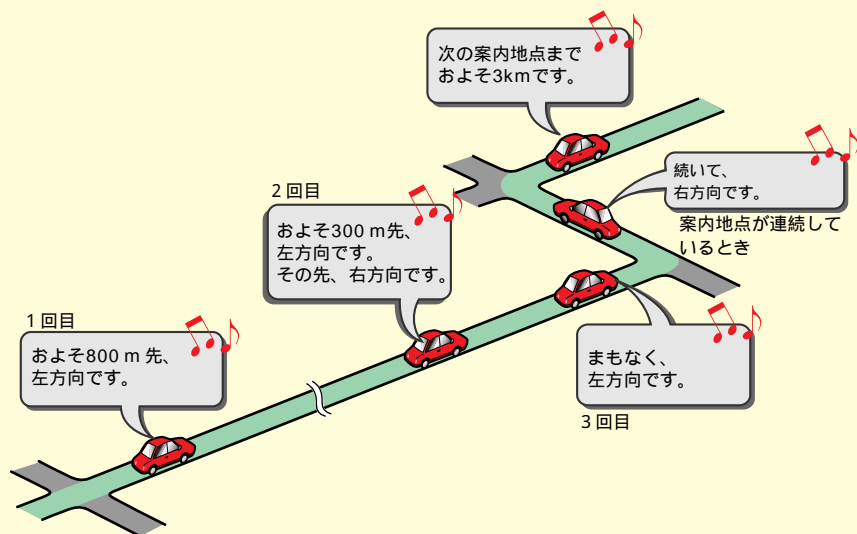 1回目
およそ800 m 先、
左方向です。
2回目
およそ300 m先、
左方向です。
その先、右方向です。
まもなく、
左方向です。
3回目
続いて、
右方向です。
案内地点が連続して
いるとき
次の案内地点まで
およそ3kmです。